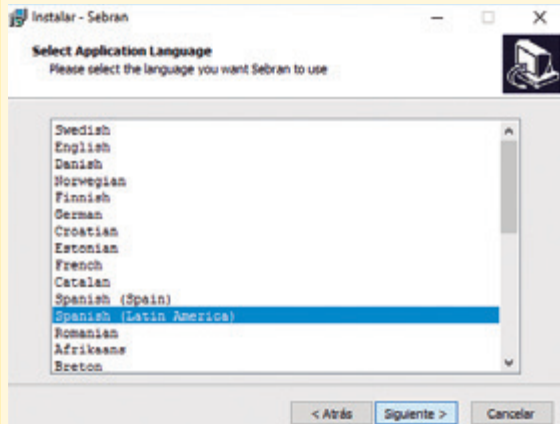 Instalar - Sebran
Select Application Language
Please select the language you want Sebran to use
Swedish
English
Danish
Norwegian
Finnish
German
Croatian
Estonian
French
Catalan
Spanish (Spain)
Spanish (Latin America)
Romanian
Afrikaans
Breton
< Atrás Siguiente > Cancelar